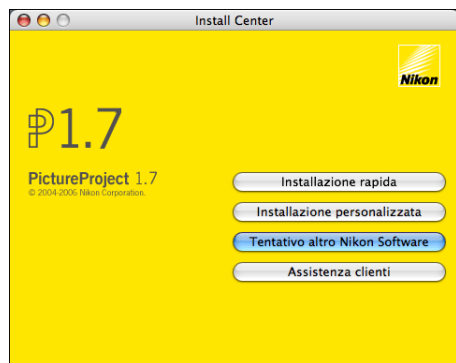 Install Center
Nikon
P1.7
PictureProject 1.7
© 2004-2006 Nikon Corporation.
Installazione rapida
Installazione personalizzata
Tentativo altro Nikon Software
Assistenza clienti